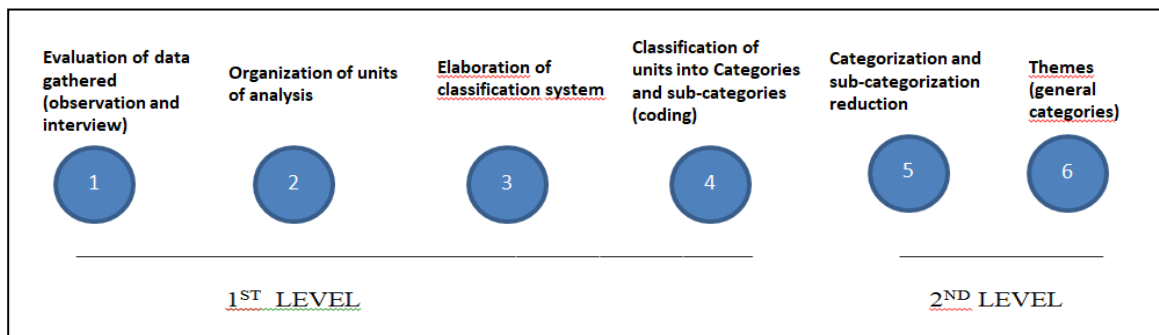 Evaluation of data
gathered
(observation and
interview)
Organization of units
of analysis
Elaboration of
classification system
Classification of
units into Categories
and sub-categories
(coding)
Categorization and
sub-categorization
reduction
Themes
(general
categories)
1
2
3
4
5
6
1ST LEVEL
2ND LEVEL